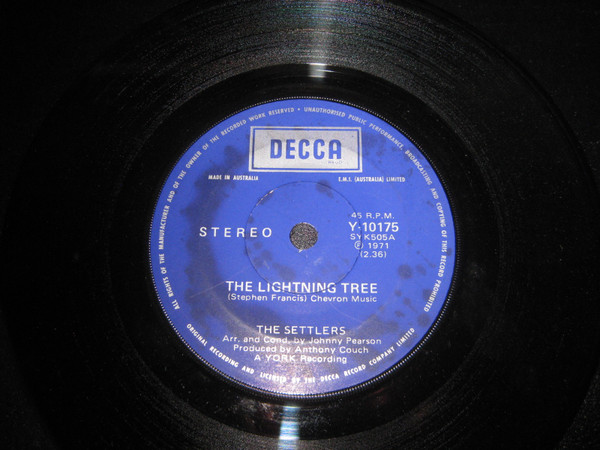 ALL RIGHTS OF THE MANUFACTURER AND OF THE OWNER OF THE RECORDED WORK RESERVED • UNAUTHORISED PUBLIC PERFORMANCE, BROADCASTING AND COPYING OF THIS RECORD PROHIBITED
DECCA
MADE IN AUSTRALIA
E.M.I. (AUSTRALIA) LIMITED
STEREO
45 R.P.M.
Y-10175
SYK505A
Ⓟ 1971
(2.36)
THE LIGHTNING TREE
(Stephen Francis) Chevron Music
THE SETTLERS
Arr. and Cond. by Johnny Pearson
Produced by Anthony Couch
A YORK Recording
ORIGINAL RECORDING AND LICENSED BY THE DECCA RECORD COMPANY LIMITED